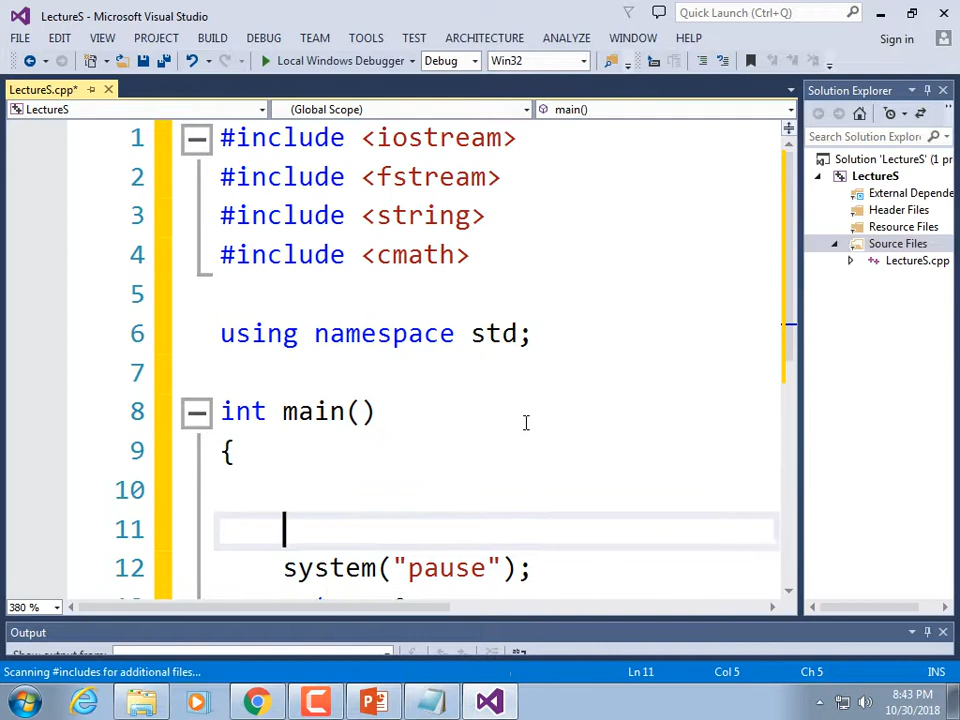 LectureS - Microsoft Visual Studio
Quick Launch (Ctrl+Q)
FILE EDIT VIEW PROJECT BUILD DEBUG TEAM TOOLS TEST ARCHITECTURE ANALYZE WINDOW HELP Sign in
Local Windows Debugger Debug Win32
LectureS.cpp*
LectureS (Global Scope) main()
1 #include <iostream>
2 #include <fstream>
3 #include <string>
4 #include <cmath>
5
6 using namespace std;
7
8 int main()
9 {
10
11
12 system("pause");
380 %
Solution Explorer
Search Solution Explor
Solution 'LectureS' (1 pr
LectureS
External Depende
Header Files
Resource Files
Source Files
LectureS.cpp
Output
Scanning #includes for additional files... Ln 11 Col 5 Ch 5 INS
8:43 PM
10/30/2018